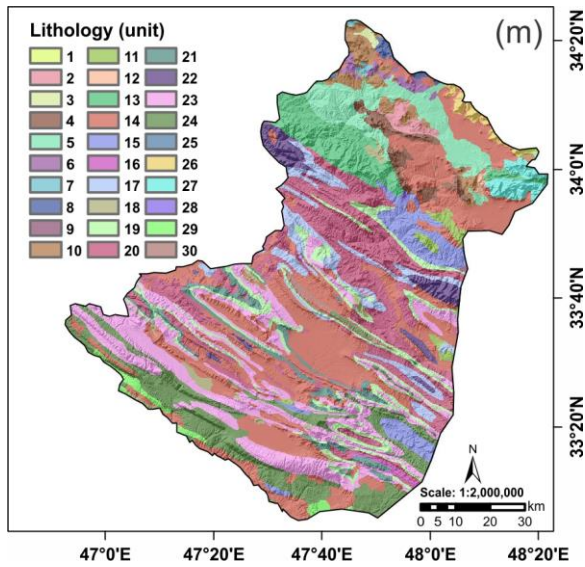 Lithology (unit)
(m)
1 11 21
2 12 22
3 13 23
4 14 24
5 15 25
6 16 26
7 17 27
8 18 28
9 19 29
10 20 30
34°20'N
34°0'N
33°40'N
33°20'N
N
Scale: 1:2,000,000
km
0 5 10 20 30
47°0'E 47°20'E 47°40'E 48°0'E 48°20'E